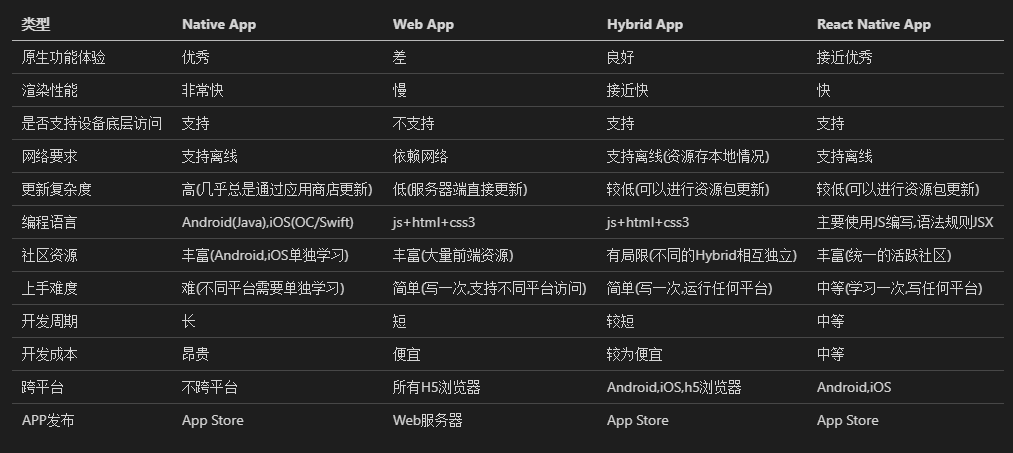 类型 Native App Web App Hybrid App React Native App
原生功能体验 优秀 差 良好 接近优秀
渲染性能 非常快 慢 接近快 快
是否支持设备底层访问 支持 不支持 支持 支持
网络要求 支持离线 依赖网络 支持离线(资源存本地情况) 支持离线
更新复杂度 高(几乎总是通过应用商店更新) 低(服务器端直接更新) 较低(可以进行资源包更新) 较低(可以进行资源包更新)
编程语言 Android(Java),iOS(OC/Swift) js+html+css3 js+html+css3 主要使用JS编写,语法规则JSX
社区资源 丰富(Android,iOS单独学习) 丰富(大量前端资源) 有局限(不同的Hybrid相互独立) 丰富(统一的活跃社区)
上手难度 难(不同平台需要单独学习) 简单(写一次,支持不同平台访问) 简单(写一次,运行任何平台) 中等(学习一次,写任何平台)
开发周期 长 短 较短 中等
开发成本 昂贵 便宜 较为便宜 中等
跨平台 不跨平台 所有H5浏览器 Android,iOS,h5浏览器 Android,iOS
APP发布 App Store Web服务器 App Store App Store